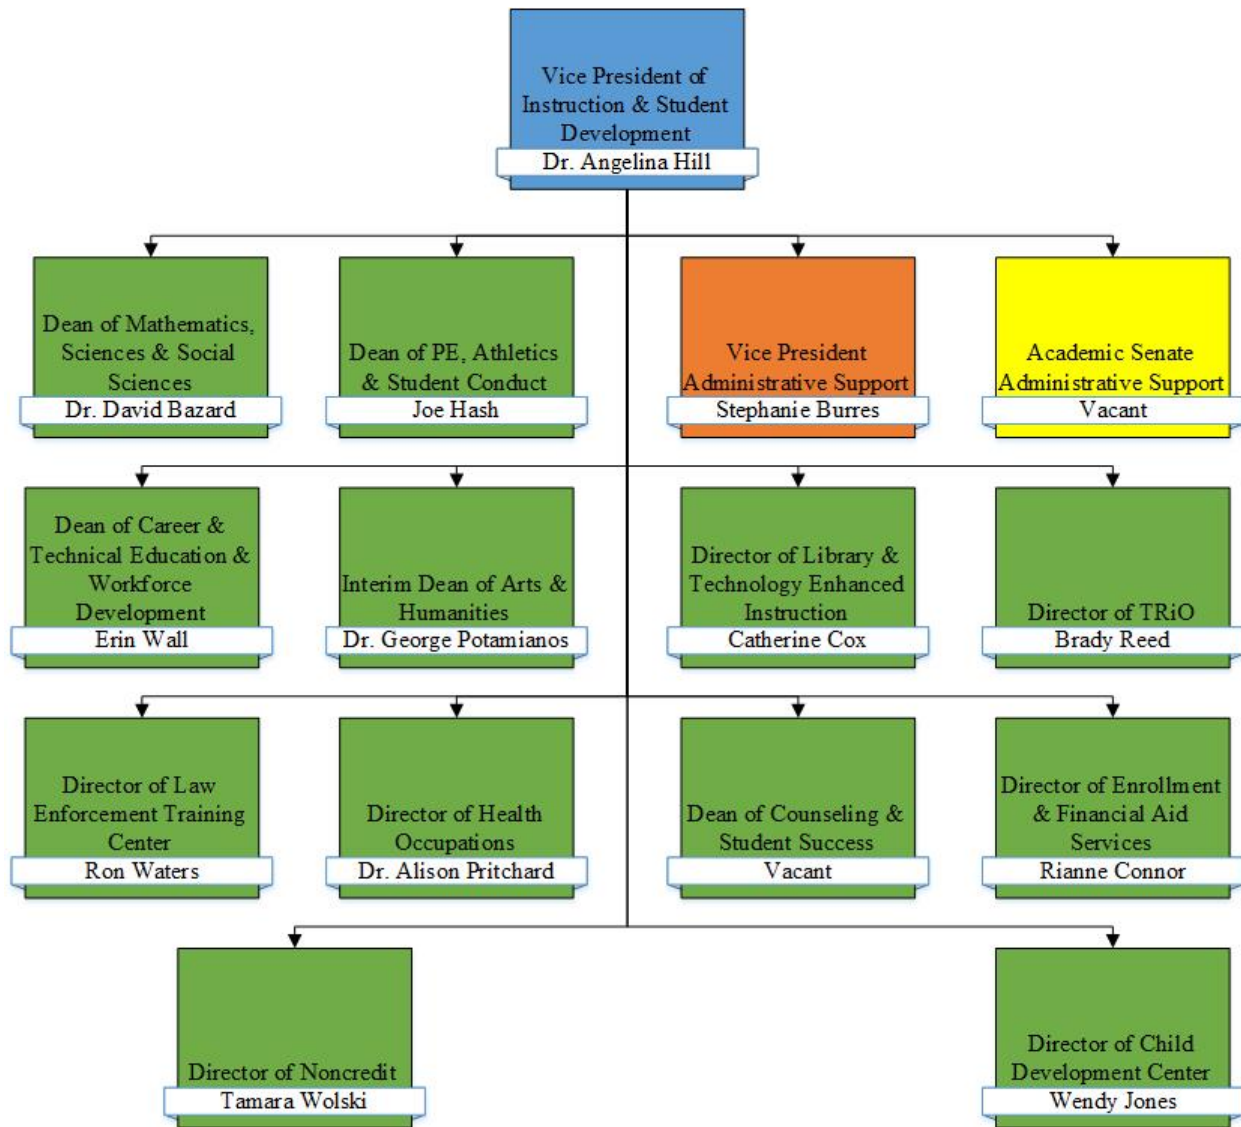 Vice President of
Instruction & Student
Development
Dr. Angelina Hill
Dean of Mathematics,
Sciences & Social
Sciences
Dr. David Bazard
Dean of PE, Athletics
& Student Conduct
Joe Hash
Vice President
Administrative Support
Stephanie Burres
Academic Senate
Administrative Support
Vacant
Dean of Career &
Technical Education &
Workforce
Development
Erin Wall
Interim Dean of Arts &
Humanities
Dr. George Potamianos
Director of Library &
Technology Enhanced
Instruction
Catherine Cox
Director of TRiO
Brady Reed
Director of Law
Enforcement Training
Center
Ron Waters
Director of Health
Occupations
Dr. Alison Pritchard
Dean of Counseling &
Student Success
Vacant
Director of Enrollment
& Financial Aid
Services
Rianne Connor
Director of Noncredit
Tamara Wolski
Director of Child
Development Center
Wendy Jones